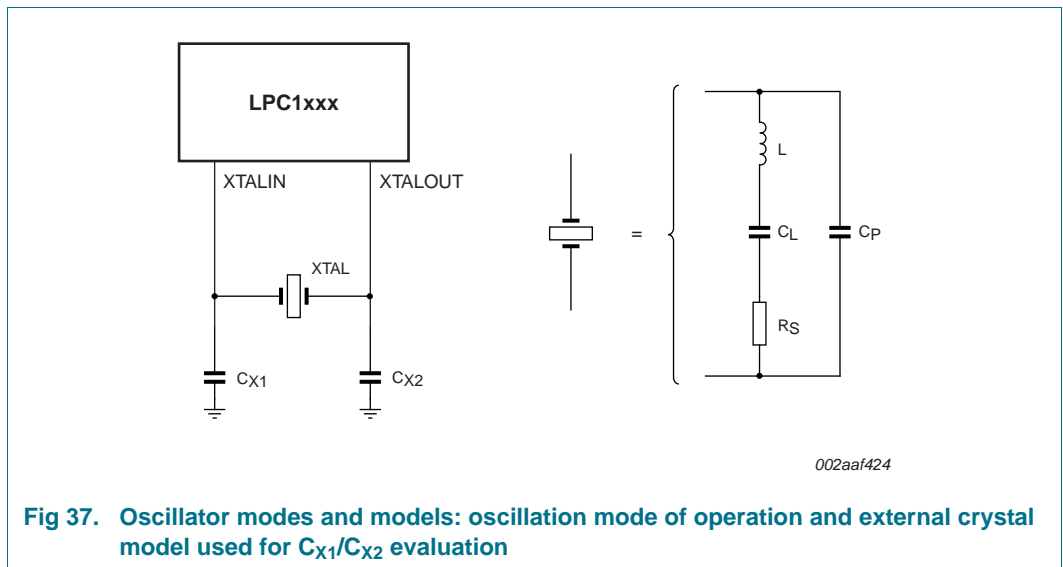 LPC1xxx
XTALIN
XTALOUT
XTAL
CX1
CX2
=
L
CL
CP
RS
002aaf424
Fig 37. Oscillator modes and models: oscillation mode of operation and external crystal
model used for CX1/CX2 evaluation